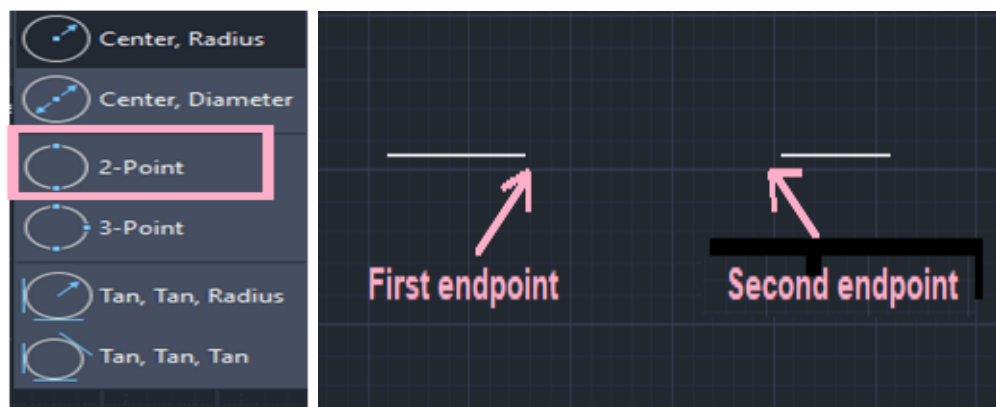 Center, Radius
Center, Diameter
2-Point
3-Point
Tan, Tan, Radius
Tan, Tan, Tan
First endpoint
Second endpoint